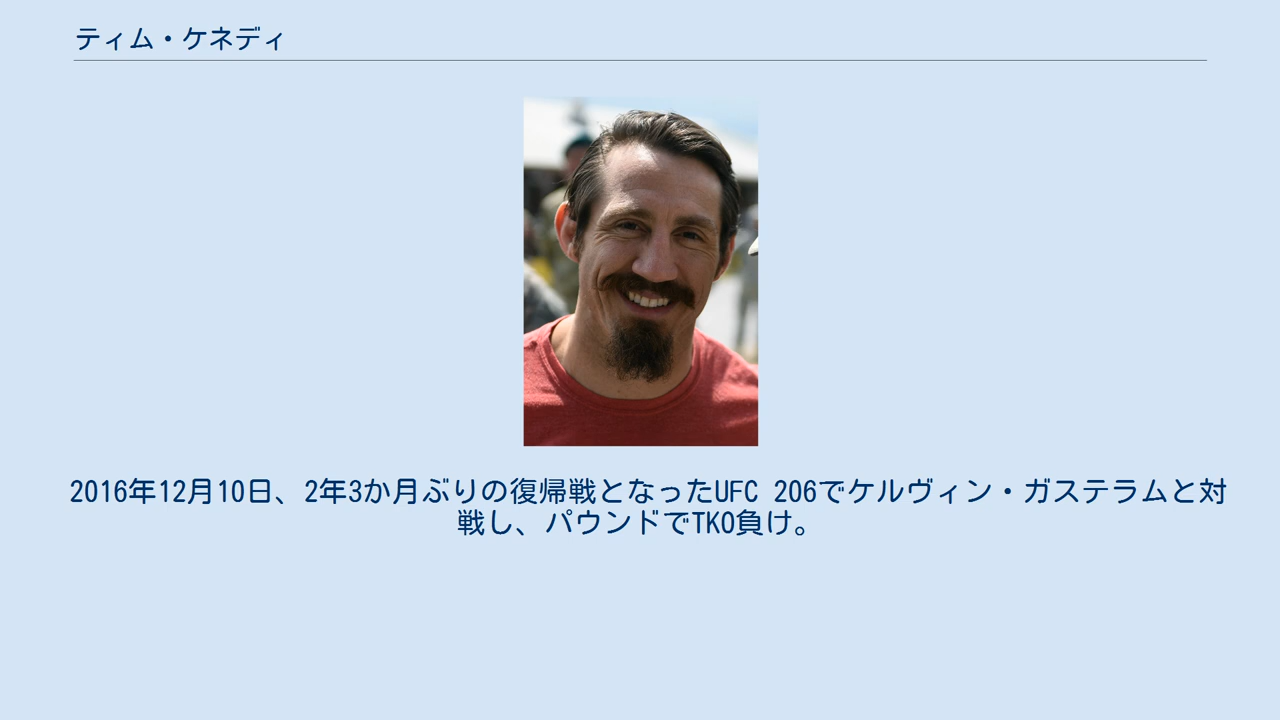 ティム・ケネディ
2016年12月10日、2年3か月ぶりの復帰戦となったUFC 206でケルヴィン・ガステラムと対
戦し、パウンドでTKO負け。